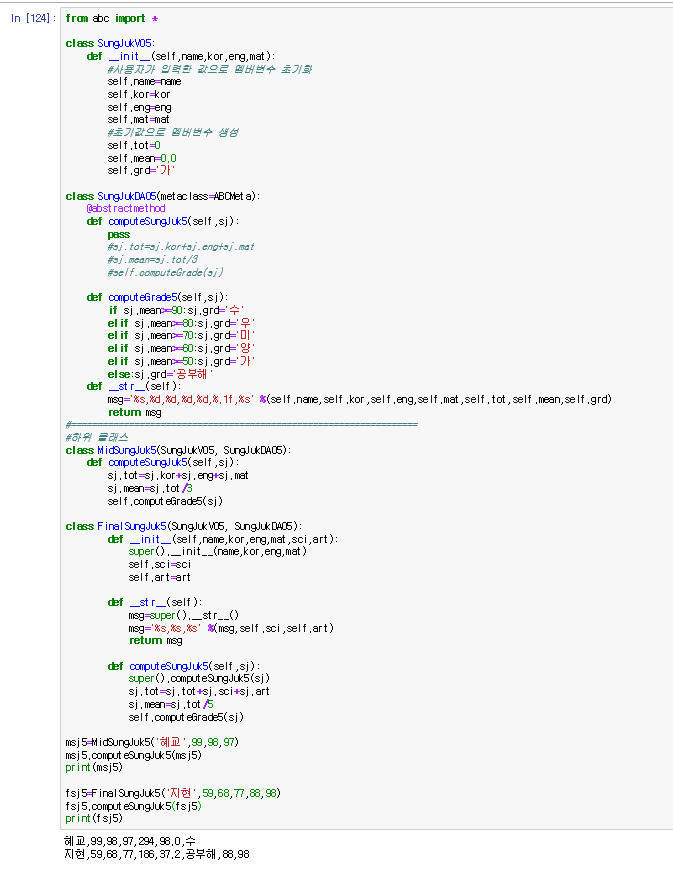 In [124]: from abc import *
class SungJukVO5:
    def __init__(self,name,kor,eng,mat):
        #사용자가 입력한 값으로 멤버변수 초기화
        self.name=name
        self.kor=kor
        self.eng=eng
        self.mat=mat
        #초기값으로 멤버변수 생성
        self.tot=0
        self.mean=0.0
        self.grd='가'
class SungJukDAO5(metaclass=ABCMeta):
    @abstractmethod
    def computeSungJuk5(self,sj):
        pass
        #sj.tot=sj.kor+sj.eng+sj.mat
        #sj.mean=sj.tot/3
        #self.computeGrade(sj)
    def computeGrade5(self,sj):
        if sj.mean>=90:sj.grd='수'
        elif sj.mean>=80:sj.grd='우'
        elif sj.mean>=70:sj.grd='미'
        elif sj.mean>=60:sj.grd='양'
        elif sj.mean>=50:sj.grd='가'
        else:sj.grd='공부해'
    def __str__(self):
        msg='%s,%d,%d,%d,%d,%.1f,%s' %(self.name,self.kor,self.eng,self.mat,self.tot,self.mean,self.grd)
        return msg
#==========================================================
#하위 클래스
class MidSungJuk5(SungJukVO5, SungJukDAO5):
    def computeSungJuk5(self,sj):
        sj.tot=sj.kor+sj.eng+sj.mat
        sj.mean=sj.tot/3
        self.computeGrade5(sj)
class FinalSungJuk5(SungJukVO5, SungJukDAO5):
        def __init__(self,name,kor,eng,mat,sci,art):
            super().__init__(name,kor,eng,mat)
            self.sci=sci
            self.art=art
        def __str__(self):
            msg=super().__str__()
            msg='%s,%s,%s' %(msg,self.sci,self.art)
            return msg
        def computeSungJuk5(self,sj):
            super().computeSungJuk5(sj)
            sj.tot=sj.tot+sj.sci+sj.art
            sj.mean=sj.tot/5
            self.computeGrade5(sj)
msj5=MidSungJuk5('혜교',99,98,97)
msj5.computeSungJuk5(msj5)
print(msj5)
fsj5=FinalSungJuk5('지현',59,68,77,88,98)
fsj5.computeSungJuk5(fsj5)
print(fsj5)
혜교,99,98,97,294,98.0,수
지현,59,68,77,186,37.2,공부해,88,98